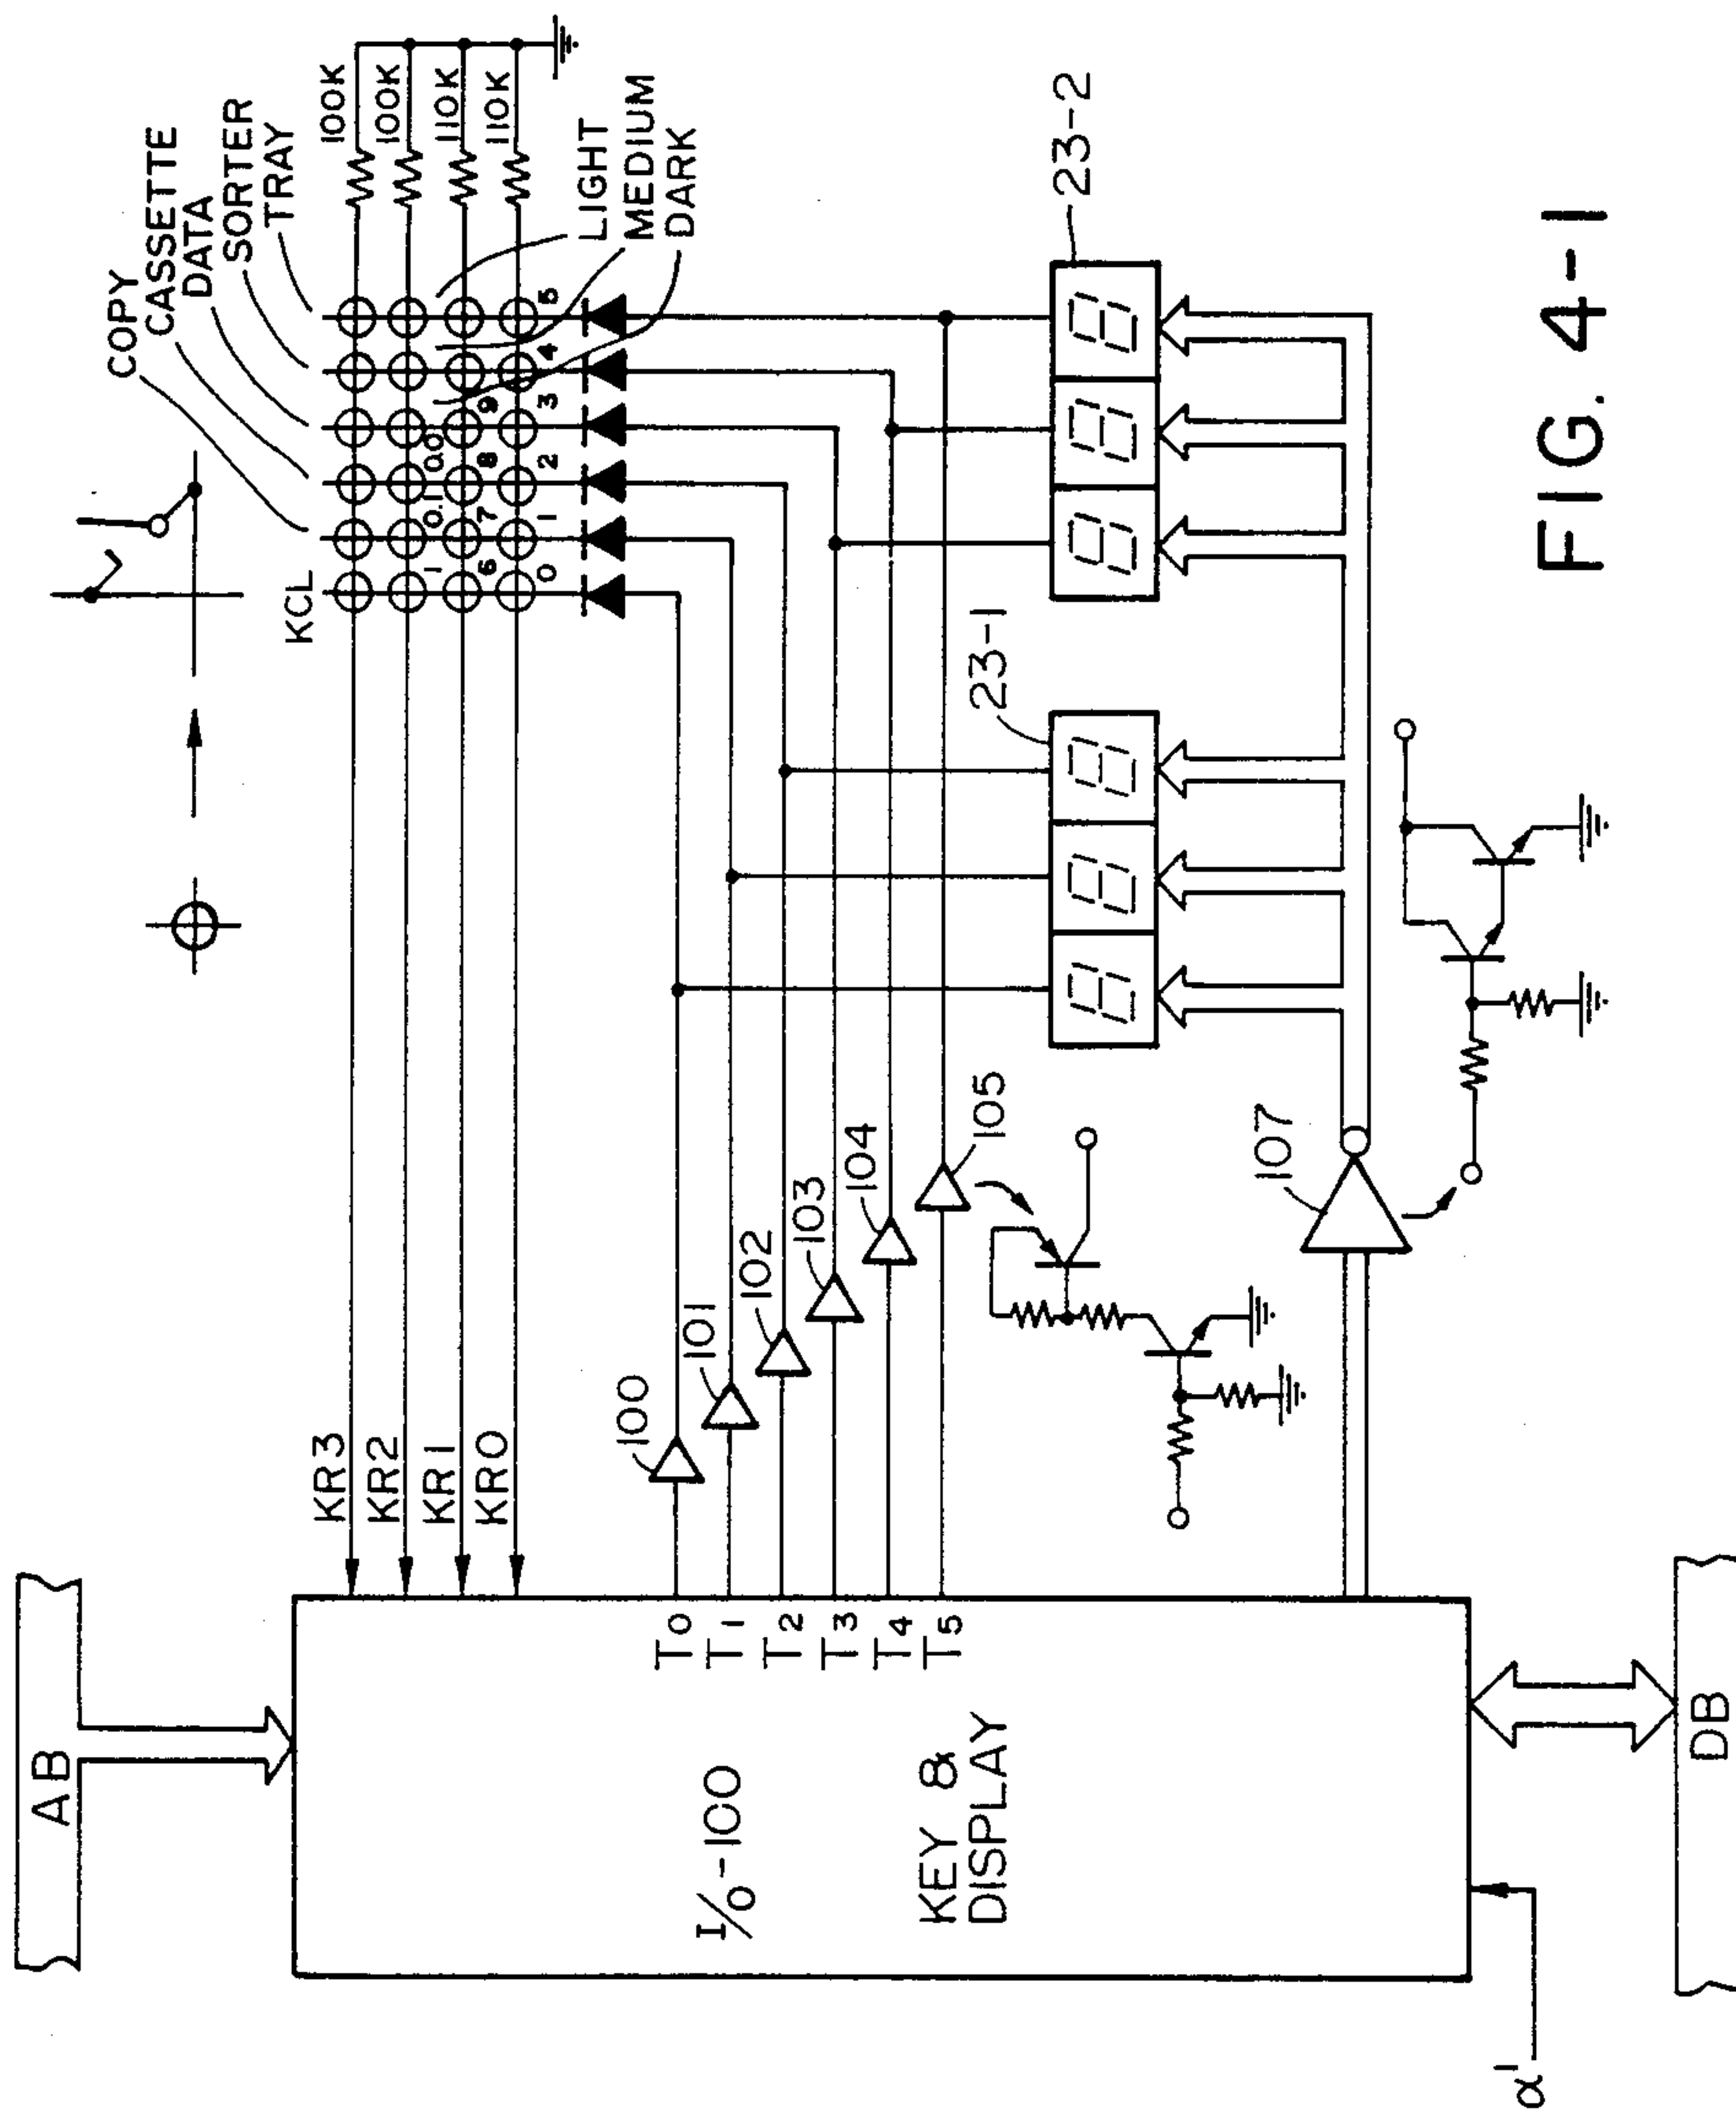 AB
I/O-100
KEY &
DISPLAY
α'
DB
KR3
KR2
KR1
KR0
T0
T1
T2
T3
T4
T5
100
101
102
103
104
105
107
KCL
COPY
CASSETTE
DATA
SORTER
TRAY
100K
100K
110K
110K
LIGHT
MEDIUM
DARK
1 0.1 0.0
6 7 8 9
0 1 2 3 4 5
23-1
23-2
FIG. 4-1